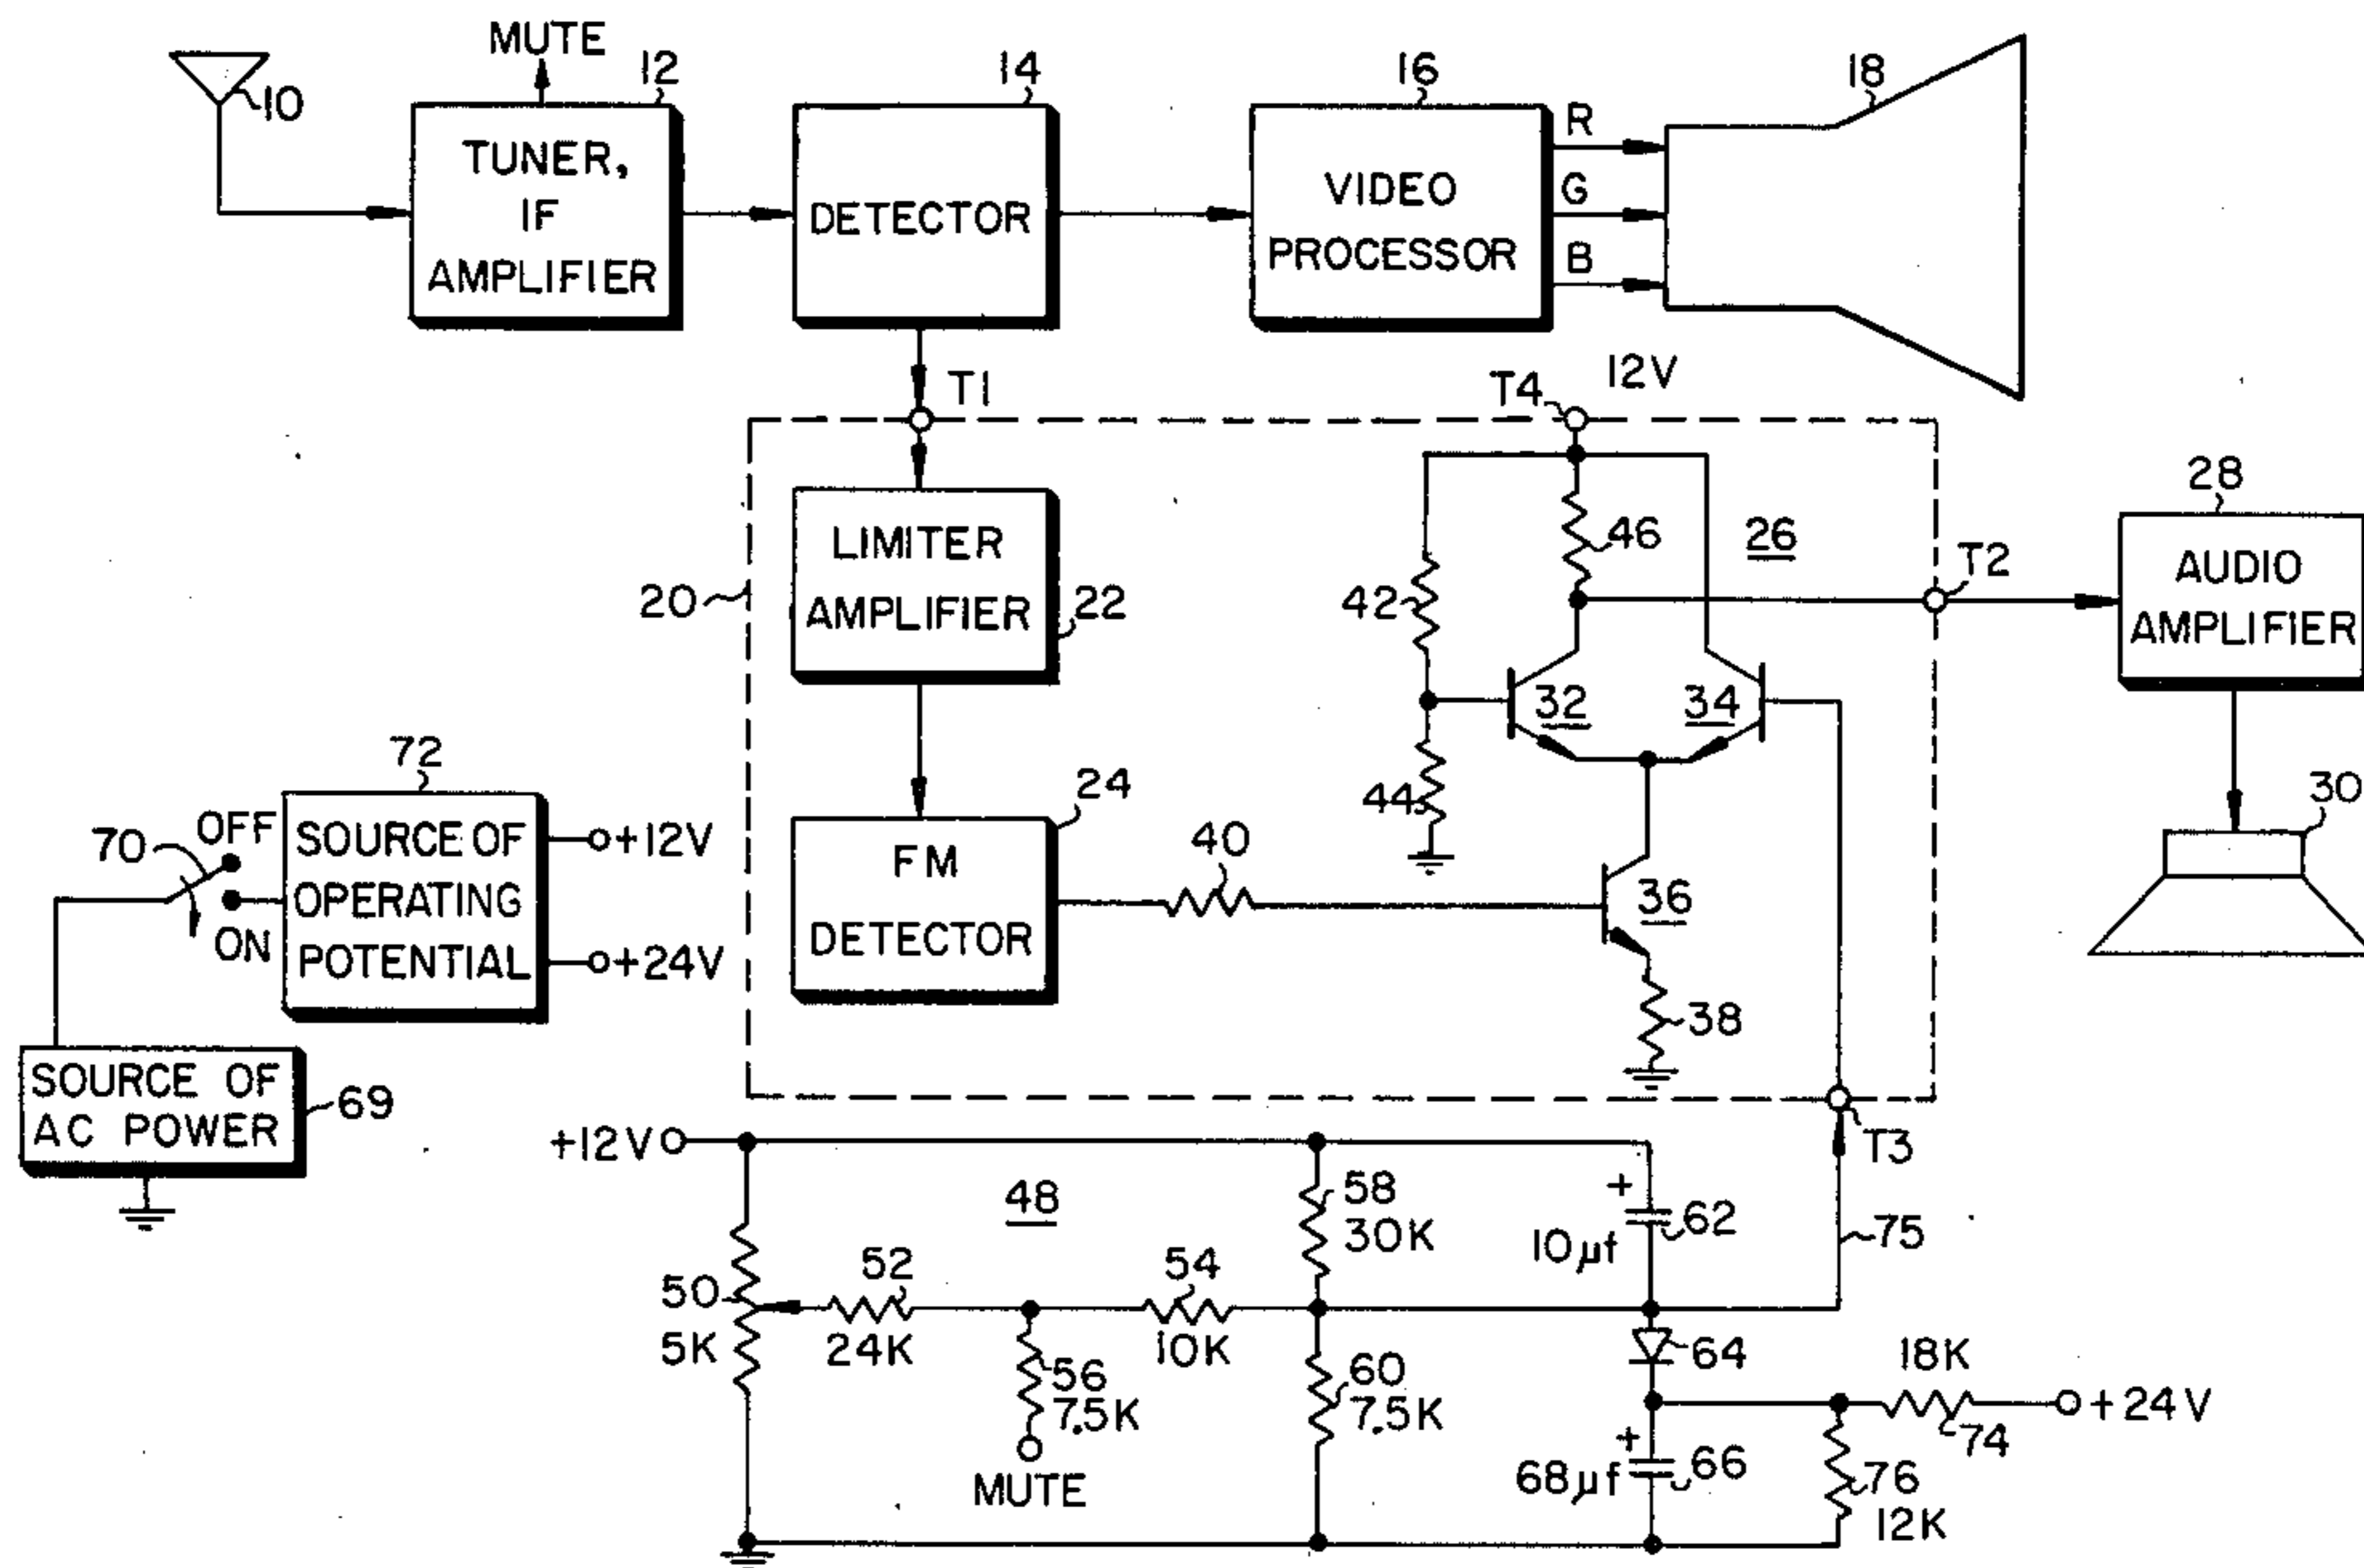 MUTE
10
12
TUNER,
IF
AMPLIFIER
14
DETECTOR
16
VIDEO
PROCESSOR
R
G
B
18
T1
T4
12V
20
LIMITER
AMPLIFIER
22
42
46
26
T2
28
AUDIO
AMPLIFIER
32
34
44
24
FM
DETECTOR
40
36
38
30
72
70
OFF
ON
SOURCE OF
OPERATING
POTENTIAL
+12V
+24V
SOURCE OF
AC POWER
69
T3
+12V
48
50
5K
52
24K
54
10K
56
7.5K
MUTE
58
30K
60
7.5K
+
10µf
62
75
64
18K
+24V
74
+
68µf
66
76
12K